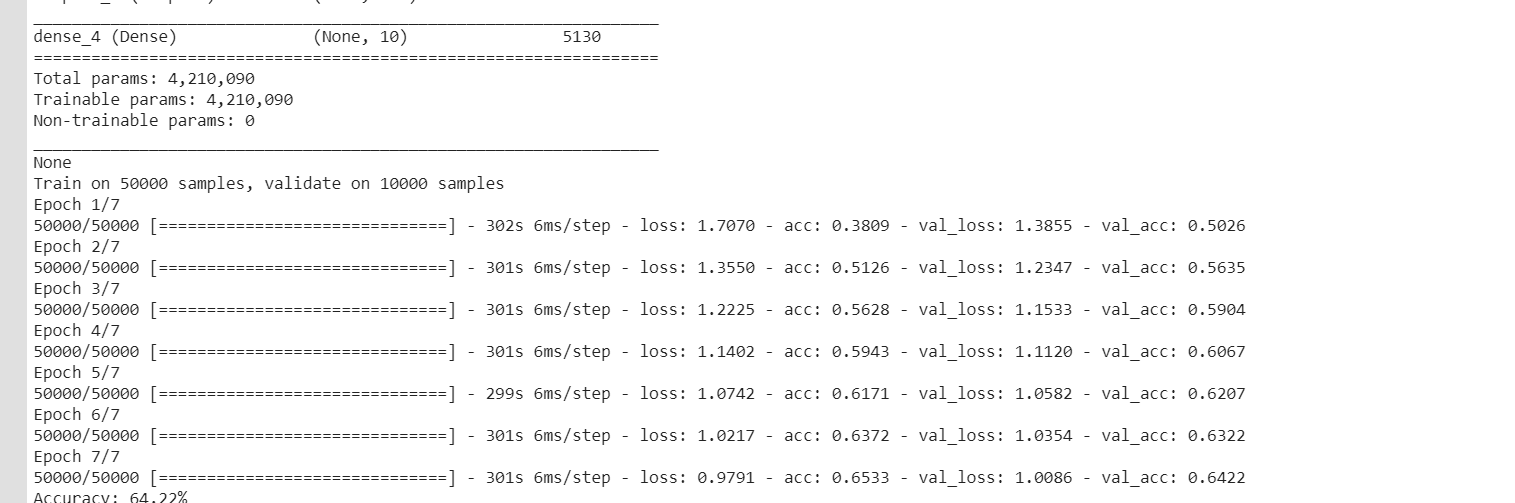 _________________________________________________________________
dense_4 (Dense)              (None, 10)                5130
=================================================================
Total params: 4,210,090
Trainable params: 4,210,090
Non-trainable params: 0
_________________________________________________________________
None
Train on 50000 samples, validate on 10000 samples
Epoch 1/7
50000/50000 [==============================] - 302s 6ms/step - loss: 1.7070 - acc: 0.3809 - val_loss: 1.3855 - val_acc: 0.5026
Epoch 2/7
50000/50000 [==============================] - 301s 6ms/step - loss: 1.3550 - acc: 0.5126 - val_loss: 1.2347 - val_acc: 0.5635
Epoch 3/7
50000/50000 [==============================] - 301s 6ms/step - loss: 1.2225 - acc: 0.5628 - val_loss: 1.1533 - val_acc: 0.5904
Epoch 4/7
50000/50000 [==============================] - 301s 6ms/step - loss: 1.1402 - acc: 0.5943 - val_loss: 1.1120 - val_acc: 0.6067
Epoch 5/7
50000/50000 [==============================] - 299s 6ms/step - loss: 1.0742 - acc: 0.6171 - val_loss: 1.0582 - val_acc: 0.6207
Epoch 6/7
50000/50000 [==============================] - 301s 6ms/step - loss: 1.0217 - acc: 0.6372 - val_loss: 1.0354 - val_acc: 0.6322
Epoch 7/7
50000/50000 [==============================] - 301s 6ms/step - loss: 0.9791 - acc: 0.6533 - val_loss: 1.0086 - val_acc: 0.6422
Accuracy: 64.22%